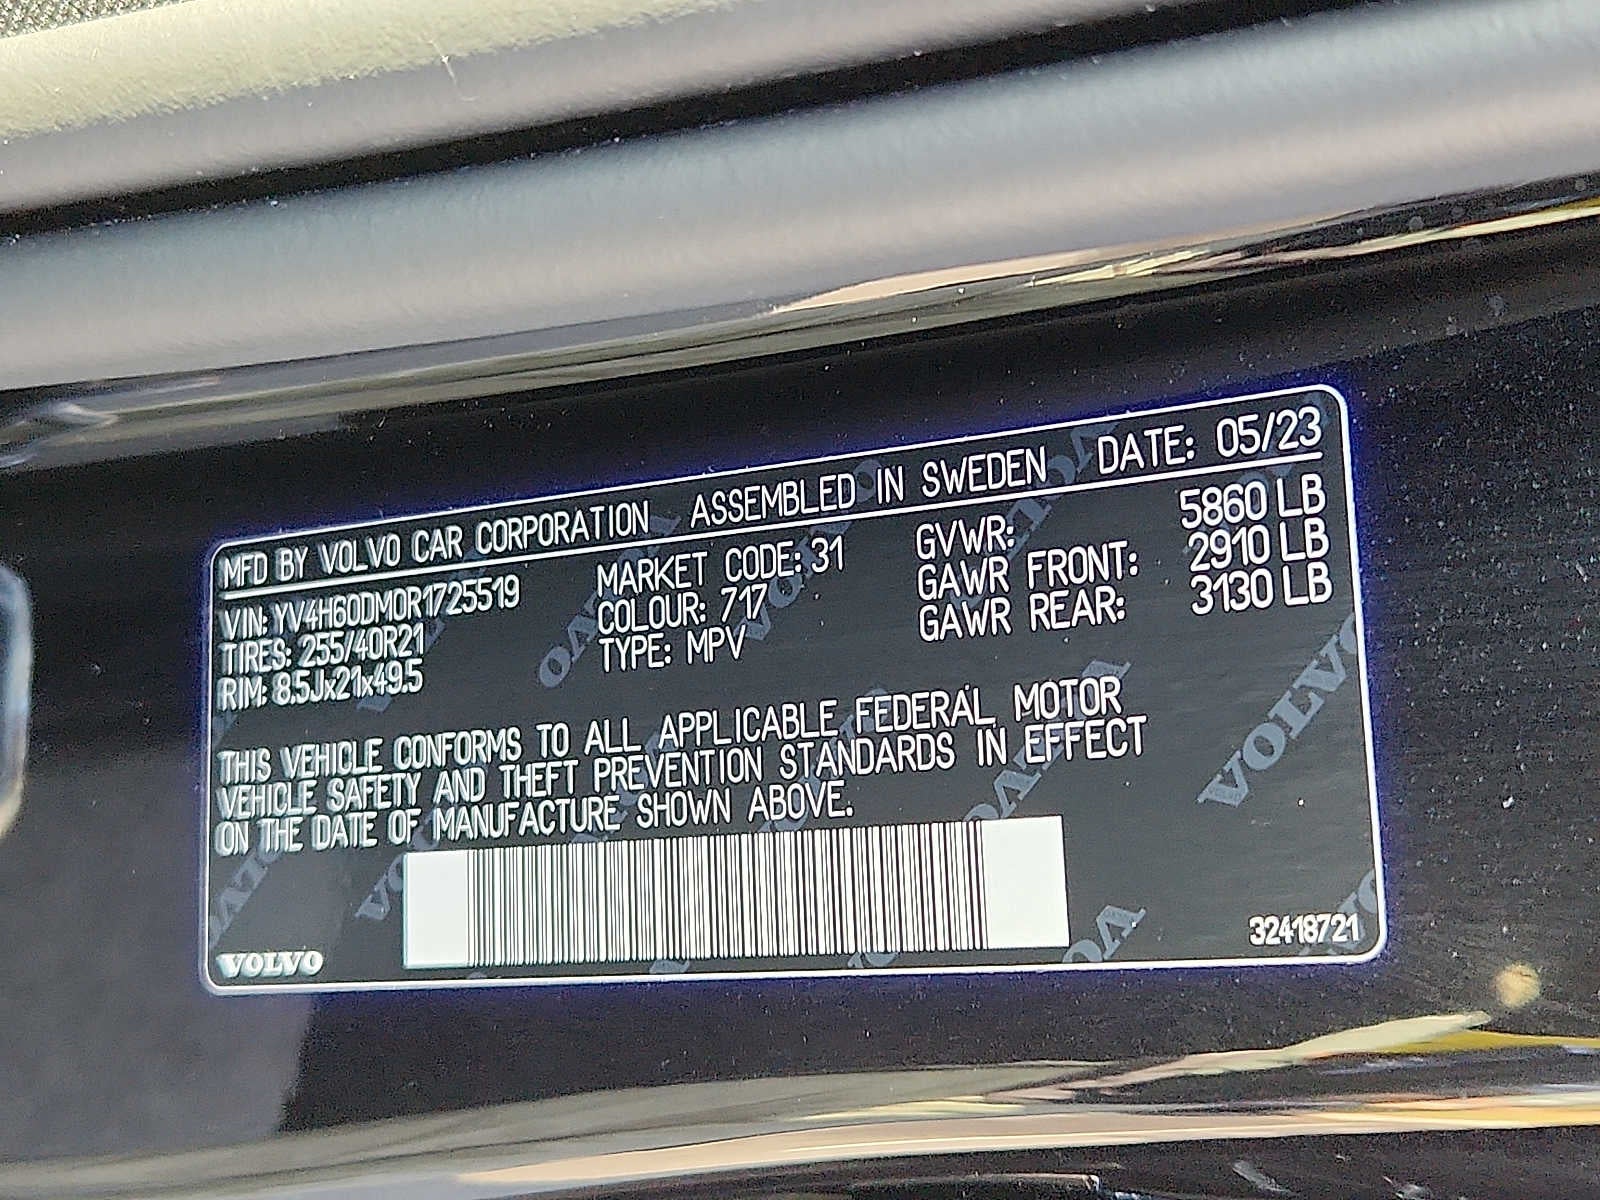 MFD BY VOLVO CAR CORPORATION ASSEMBLED IN SWEDEN DATE: 05/23
VIN: YV4H60DM0R1725519 MARKET CODE: 31 GVWR: 5860 LB
TIRES: 255/40R21 COLOUR: 717 GAWR FRONT: 2910 LB
RIM: 8.5Jx21x49.5 TYPE: MPV GAWR REAR: 3130 LB
THIS VEHICLE CONFORMS TO ALL APPLICABLE FEDERAL MOTOR
VEHICLE SAFETY AND THEFT PREVENTION STANDARDS IN EFFECT
ON THE DATE OF MANUFACTURE SHOWN ABOVE.
VOLVO 32418721